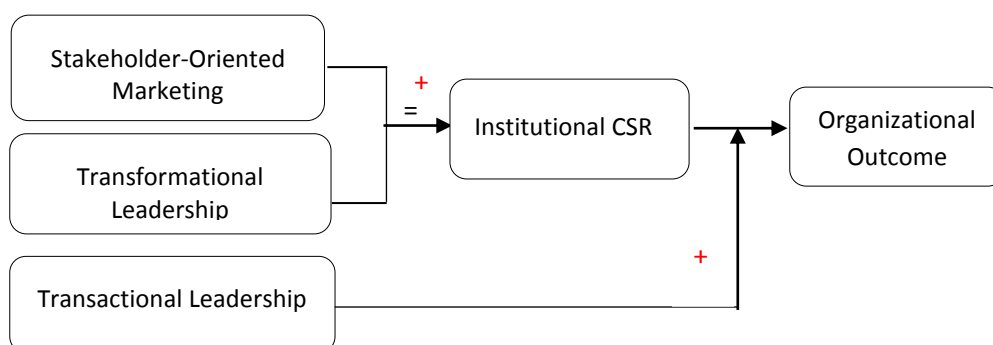 Stakeholder-Oriented
Marketing
+
=
Institutional CSR
Organizational
Outcome
Transformational
Leadership
+
Transactional Leadership